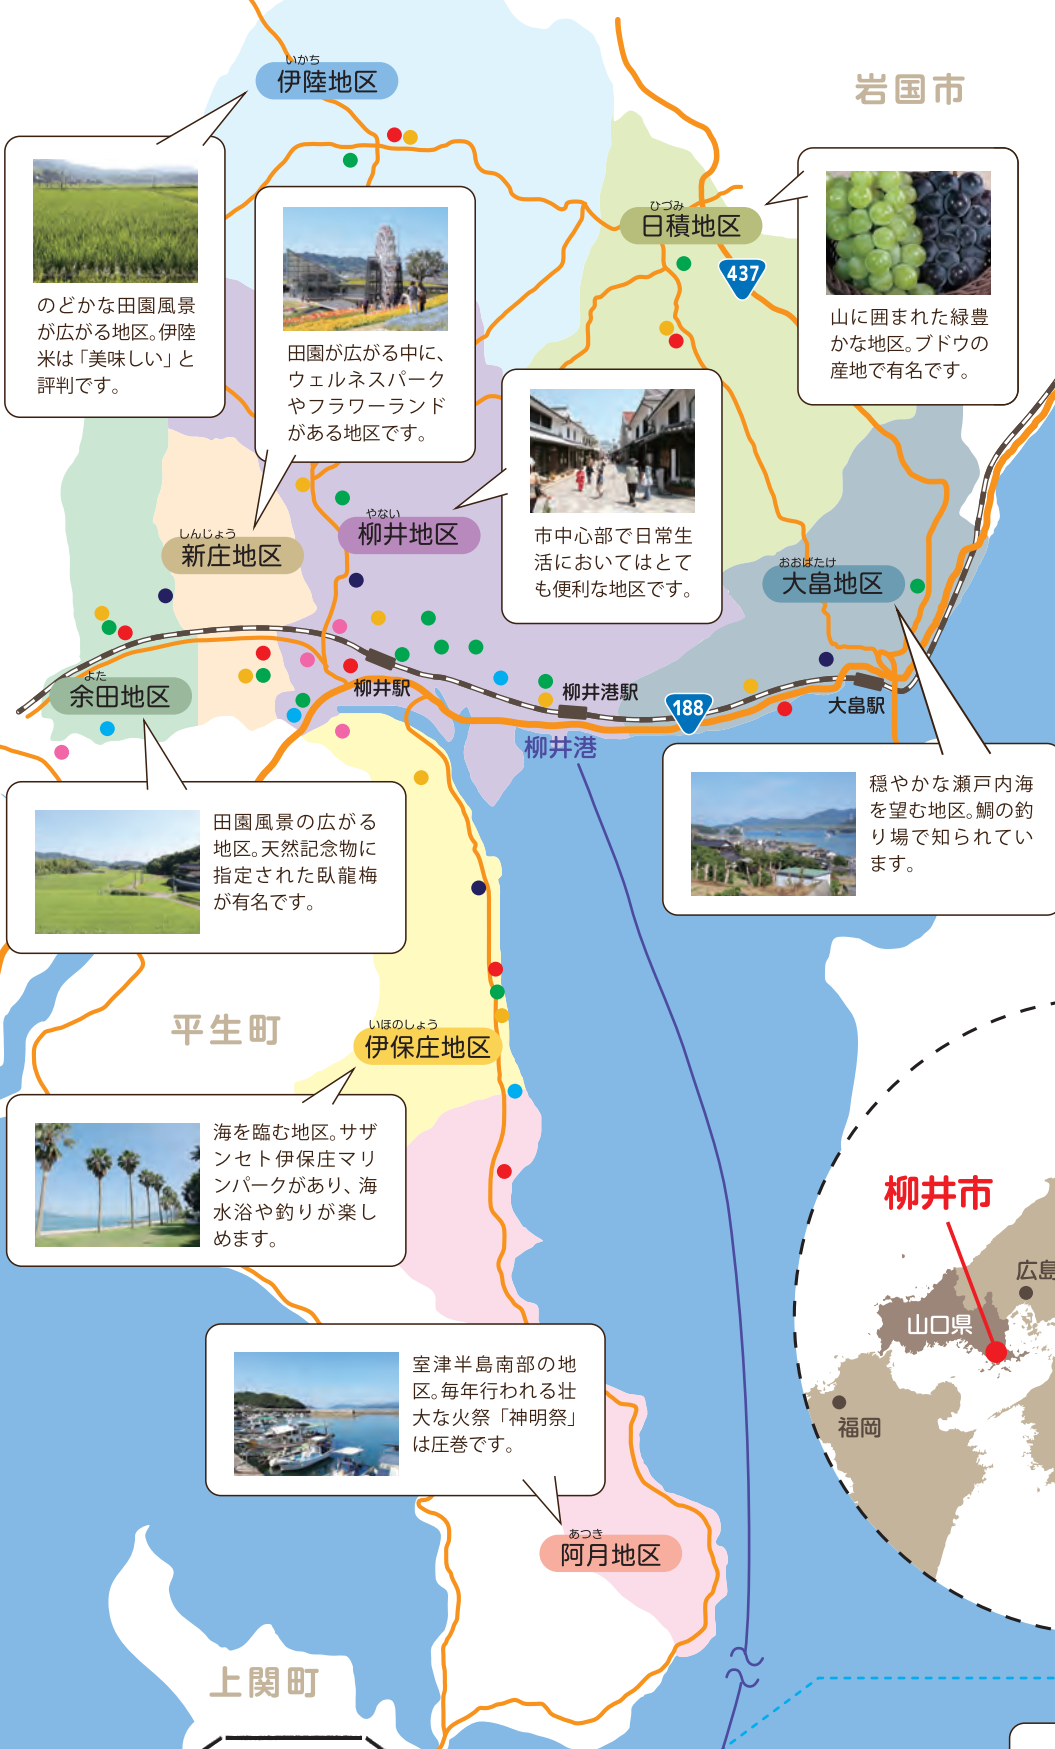 いかち
伊陸地区
岩国市
のどかな田園風景
が広がる地区。伊陸
米は「美味しい」と
評判です。
田園が広がる中に、
ウェルネスパーク
やフラワーランド
がある地区です。
ひづみ
日積地区
437
山に囲まれた緑豊
かな地区。ブドウの
産地で有名です。
市中心部で日常生
活においてはとて
も便利な地区です。
やない
柳井地区
しんじょう
新庄地区
おおばたけ
大畠地区
よた
余田地区
柳井駅
柳井港駅
188
大畠駅
柳井港
田園風景の広がる
地区。天然記念物に
指定された臥龍梅
が有名です。
穏やかな瀬戸内海
を望む地区。鯛の釣
り場で知られてい
ます。
平生町
いほのしょう
伊保庄地区
海を臨む地区。サザ
ンセト伊保庄マリ
ンパークがあり、海
水浴や釣りが楽し
めます。
柳井市
広島
山口県
福岡
室津半島南部の地
区。毎年行われる壮
大な火祭「神明祭」
は圧巻です。
あつき
阿月地区
上関町